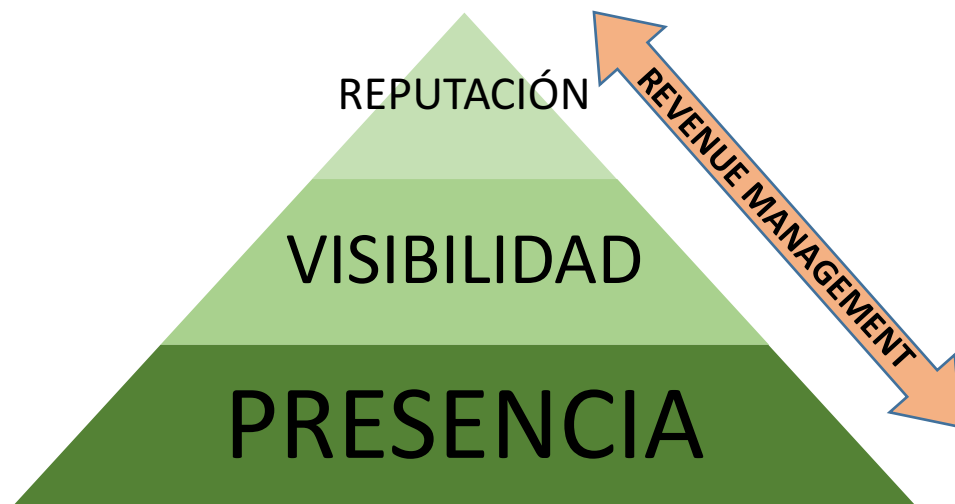 REPUTACIÓN
REVENUE MANAGEMENT
VISIBILIDAD
PRESENCIA